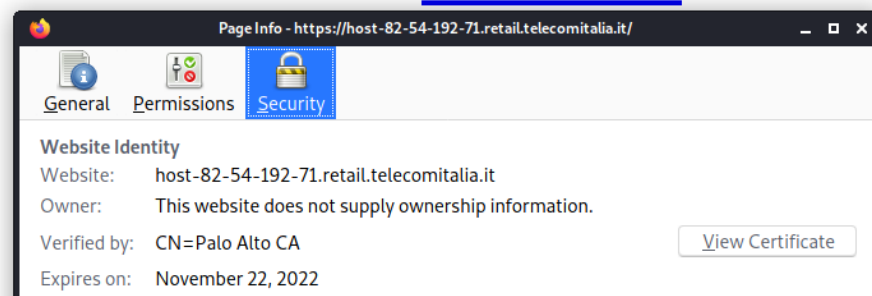 Page Info - https://host-82-54-192-71.retail.telecomitalia.it/
General Permissions Security
Website Identity
Website: host-82-54-192-71.retail.telecomitalia.it
Owner: This website does not supply ownership information.
Verified by: CN=Palo Alto CA View Certificate
Expires on: November 22, 2022